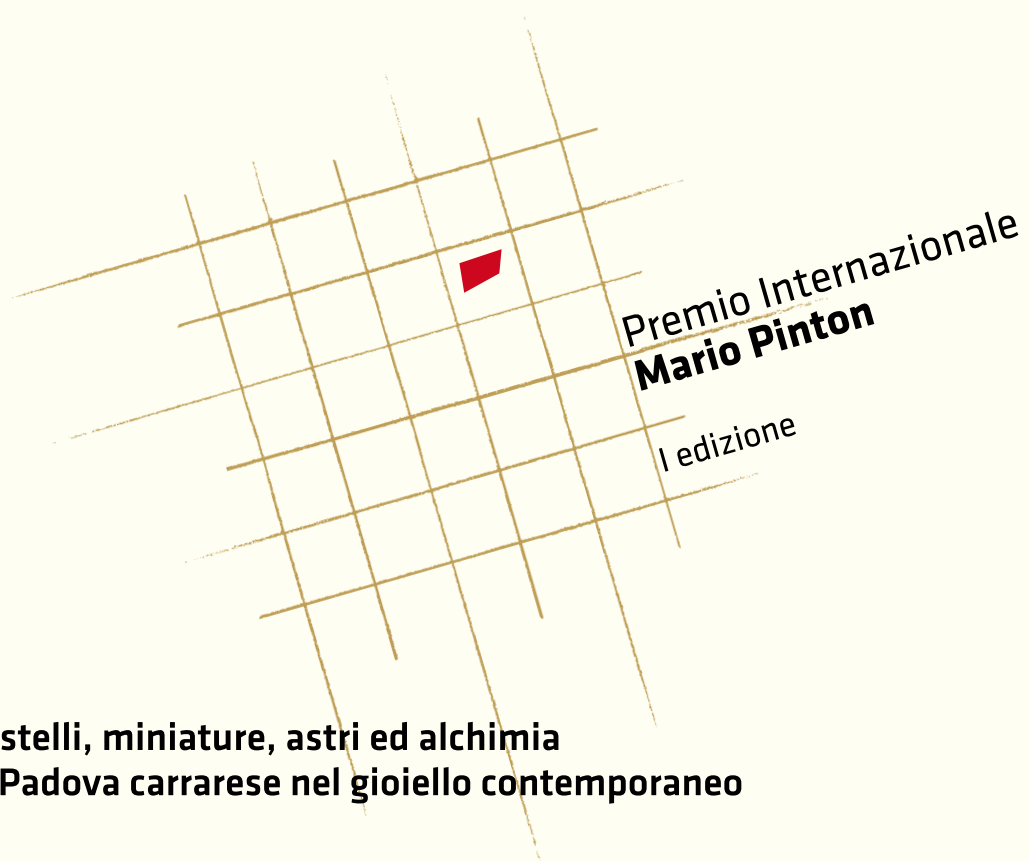 Premio Internazionale
Mario Pinton
I edizione
stelli, miniature, astri ed alchimia
Padova carrarese nel gioiello contemporaneo